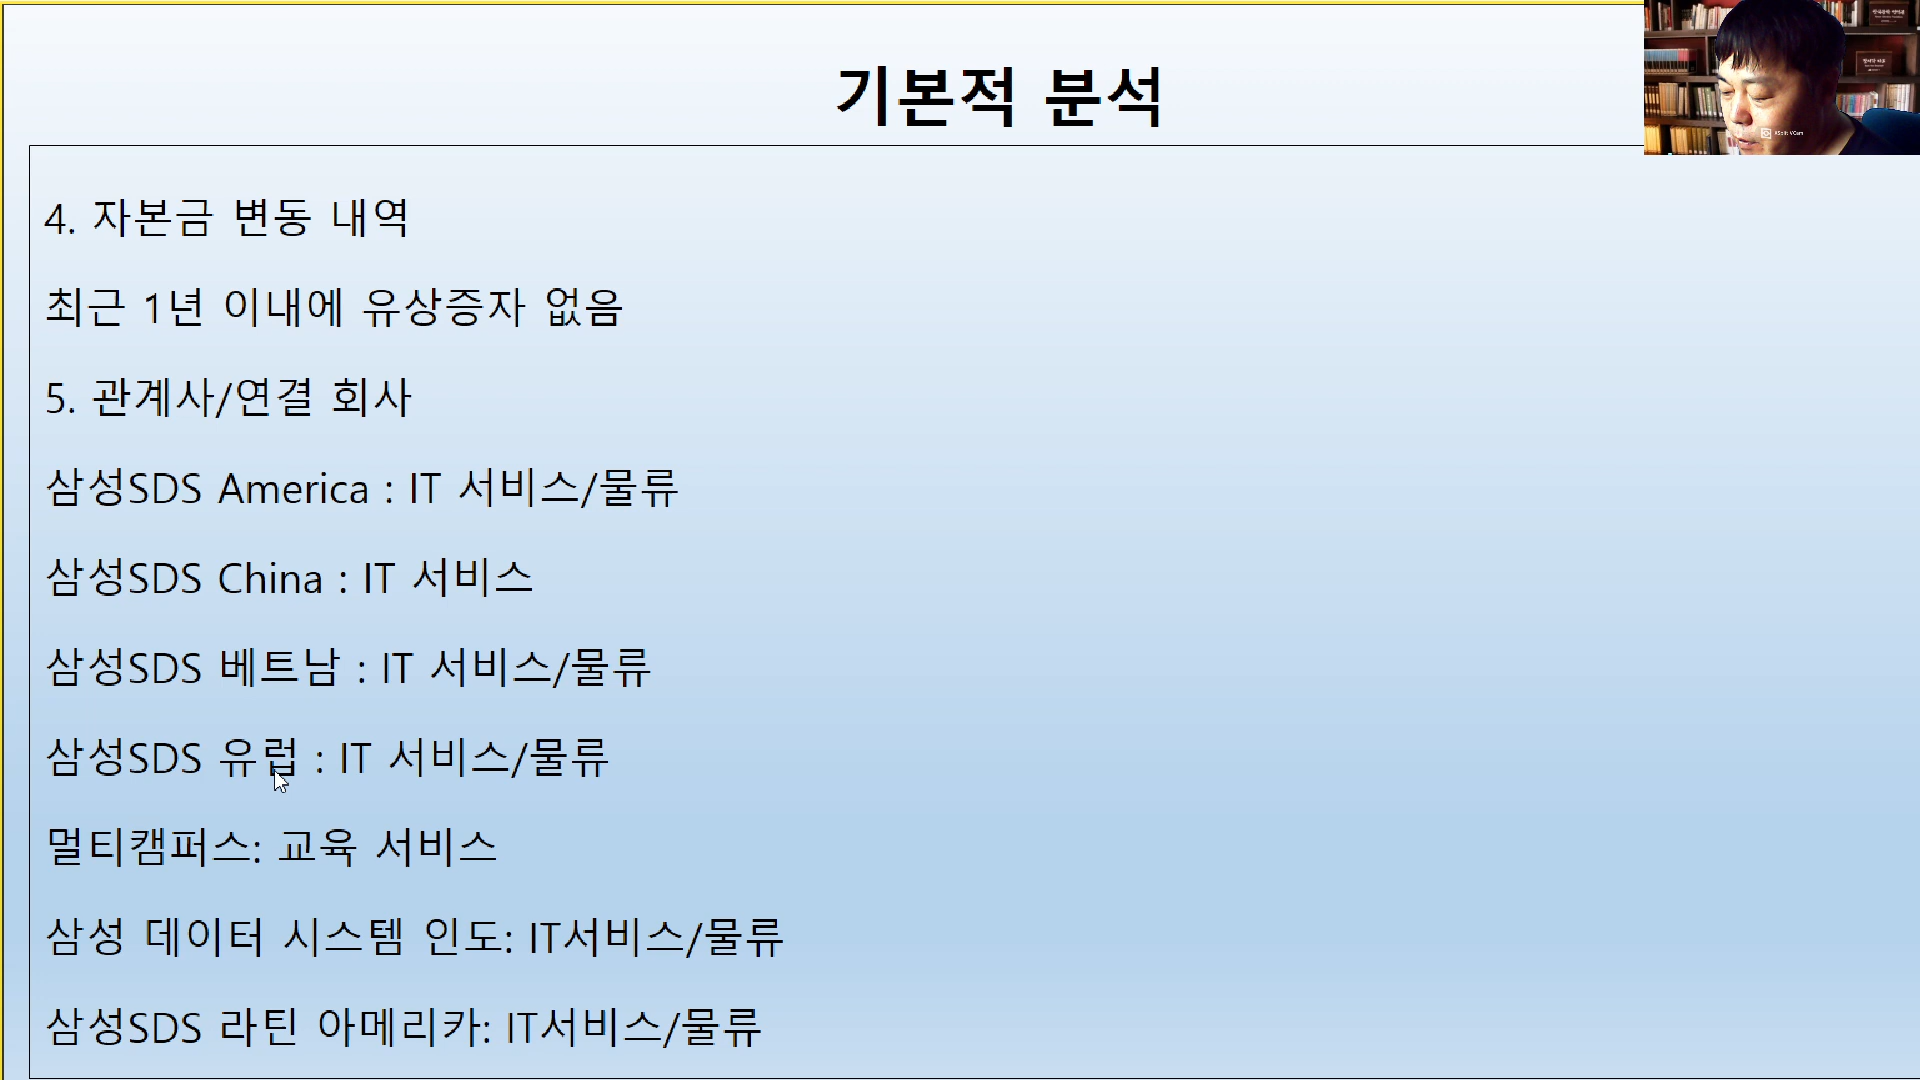 기본적 분석
4. 자본금 변동 내역
최근 1년 이내에 유상증자 없음
5. 관계사/연결 회사
삼성SDS America : IT 서비스/물류
삼성SDS China : IT 서비스
삼성SDS 베트남 : IT 서비스/물류
삼성SDS 유럽 : IT 서비스/물류
멀티캠퍼스: 교육 서비스
삼성 데이터 시스템 인도: IT서비스/물류
삼성SDS 라틴 아메리카: IT서비스/물류
XSplit VCam